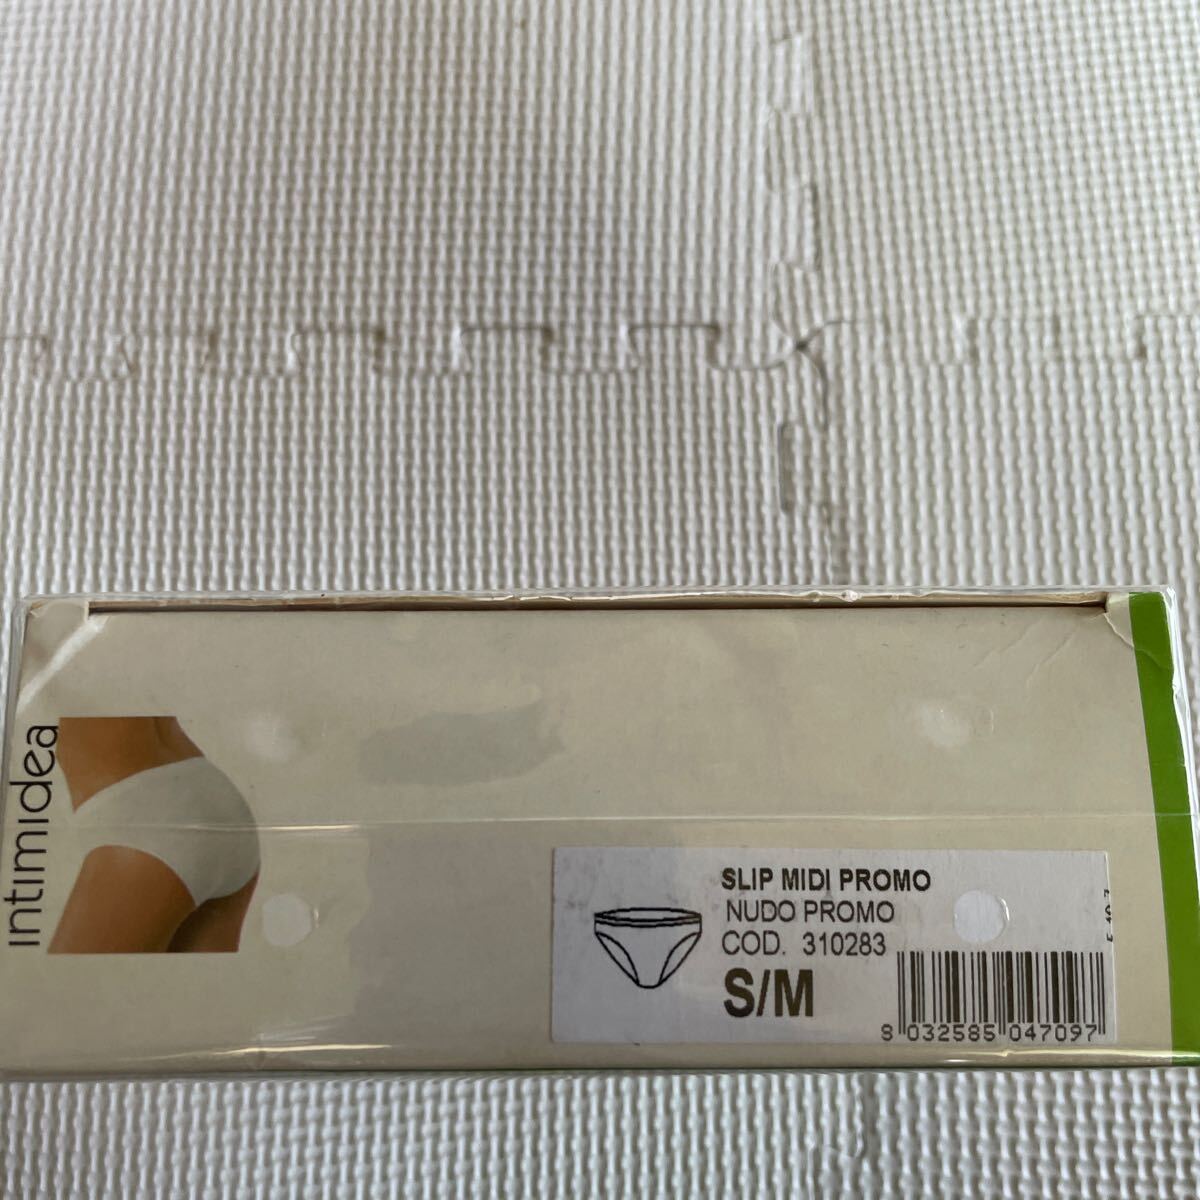 intimidea
SLIP MIDI PROMO
NUDO PROMO
COD. 310283
S/M
8 032585 047097